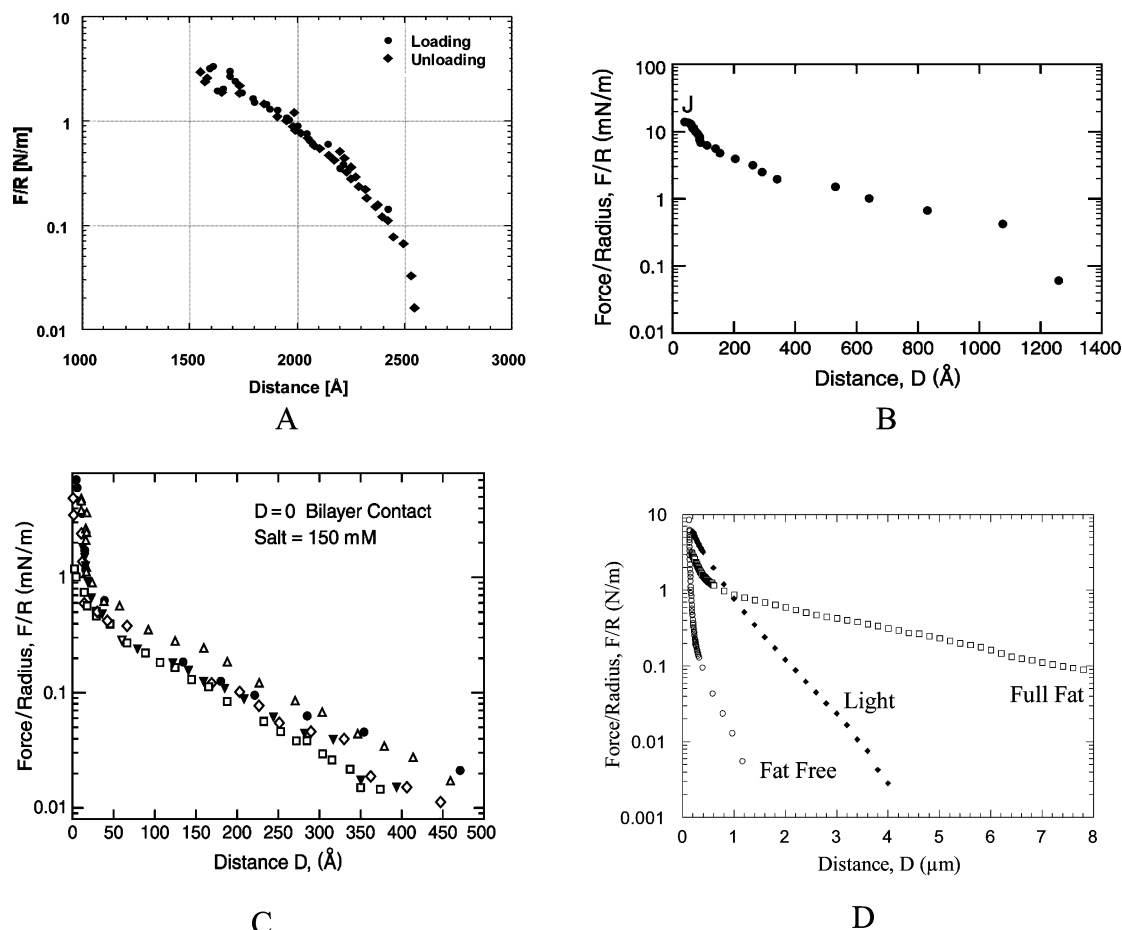 10
1
0.1
0.01
F/R [N/m]
Loading
Unloading
1000 1500 2000 2500 3000
Distance [Å]
A
100
10
1
0.1
0.01
Force/Radius, F/R (mN/m)
J
0 200 400 600 800 1000 1200 1400
Distance, D (Å)
B
1
0.1
0.01
Force/Radius, F/R (mN/m)
D = 0 Bilayer Contact
Salt = 150 mM
0 50 100 150 200 250 300 350 400 450 500
Distance D, (Å)
C
10
1
0.1
0.01
0.001
Force/Radius, F/R (N/m)
Full Fat
Light
Fat Free
0 1 2 3 4 5 6 7 8
Distance, D (µm)
D